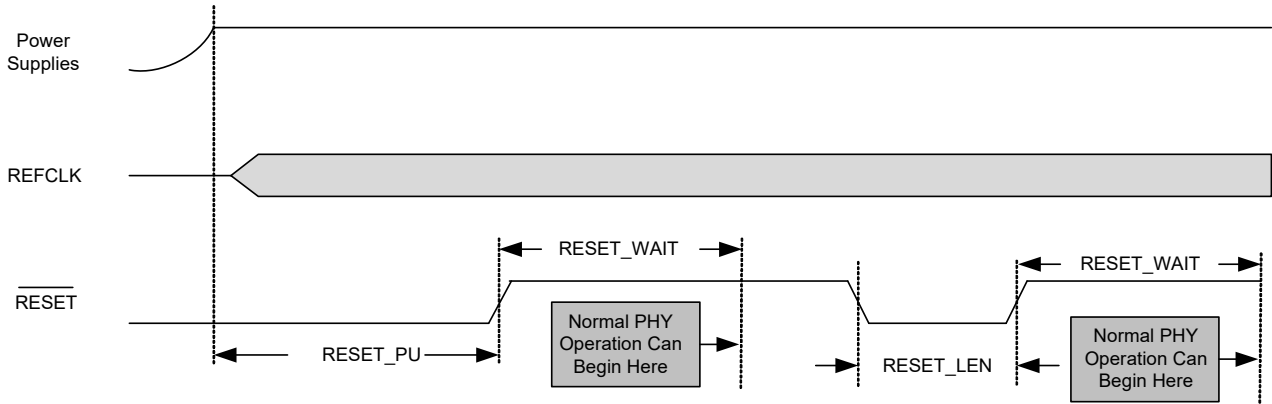 Power
Supplies
REFCLK
RESET_WAIT
RESET_WAIT
RESET
Normal PHY
Operation Can
Begin Here
Normal PHY
Operation Can
Begin Here
RESET_PU
RESET_LEN